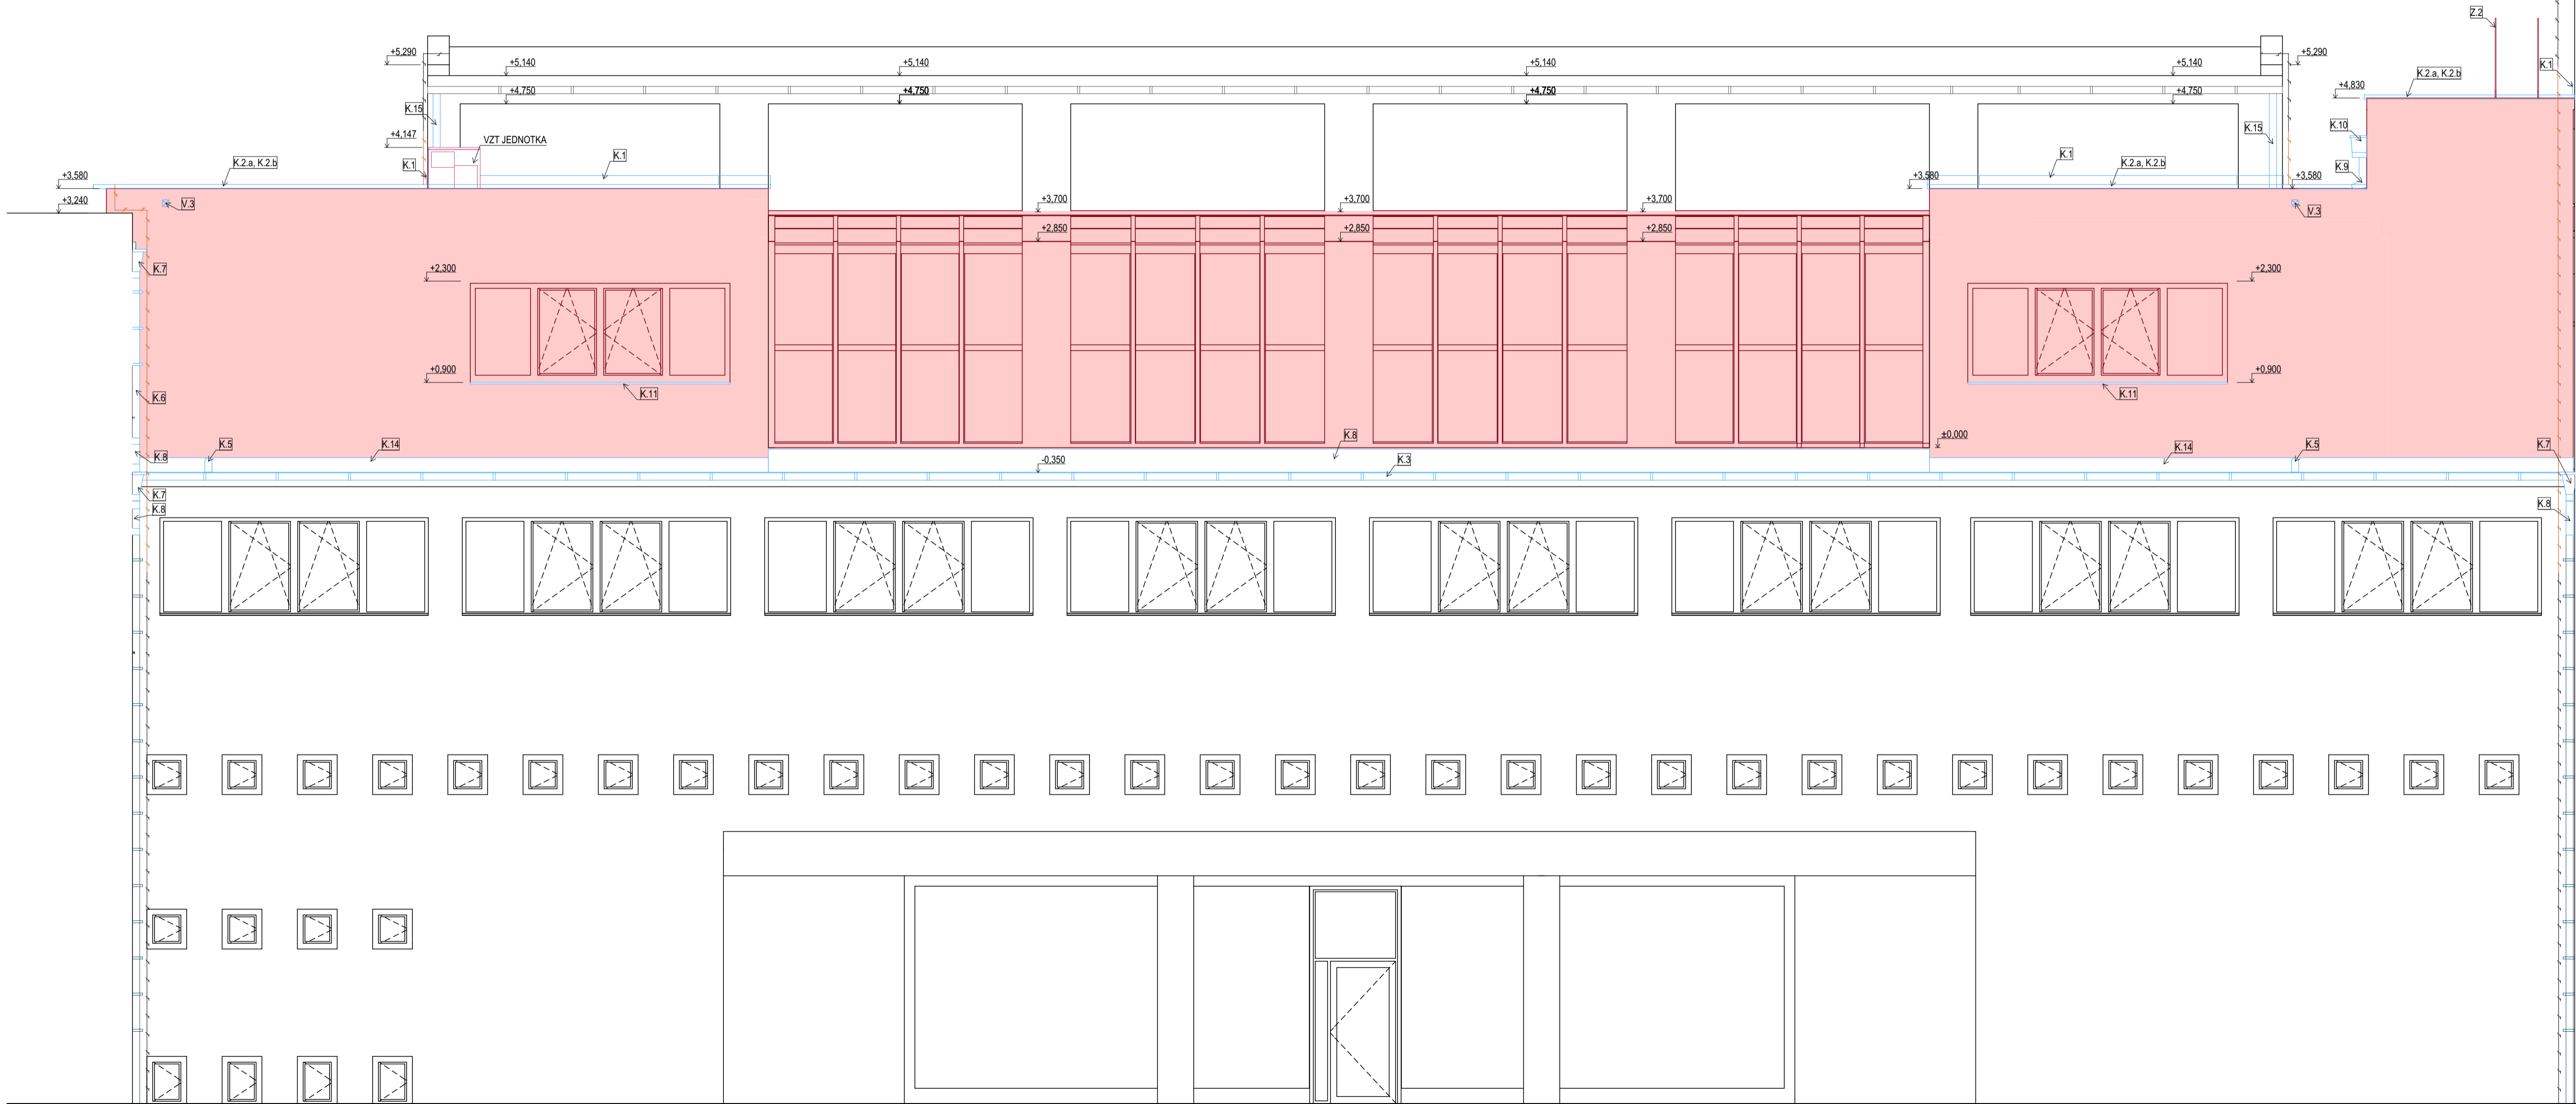 Z.2
+5,290
+5,290
+5,140
+5,140
+5,140
+5,140
K.1
K.2.a, K.2.b
+4,830
+4,750
+4,750
+4,750
+4,750
K.15
K.10
K.15
+4,147
VZT JEDNOTKA
K.1
K.2.a, K.2.b
K.1
K.1
K.2.a, K.2.b
K.9
+3,580
+3,580
+3,580
+3,240
V.3
+3,700
+3,700
+3,700
V.3
+2,850
+2,850
+2,850
K.7
+2,300
+2,300
+0,900
+0,900
K.6
K.11
K.11
K.8
K.5
K.14
K.8
±0,000
K.14
K.5
K.7
-0,350
K.3
K.7
K.8
K.8